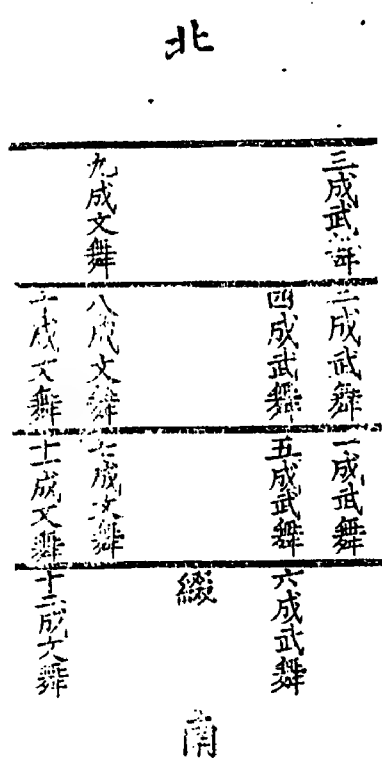 北
三成武舞
九成文舞
二成武舞
四成武舞
八成文舞
十成文舞
一成武舞
五成武舞
七成文舞
十一成文舞
六成武舞
綴
十二成文舞
南